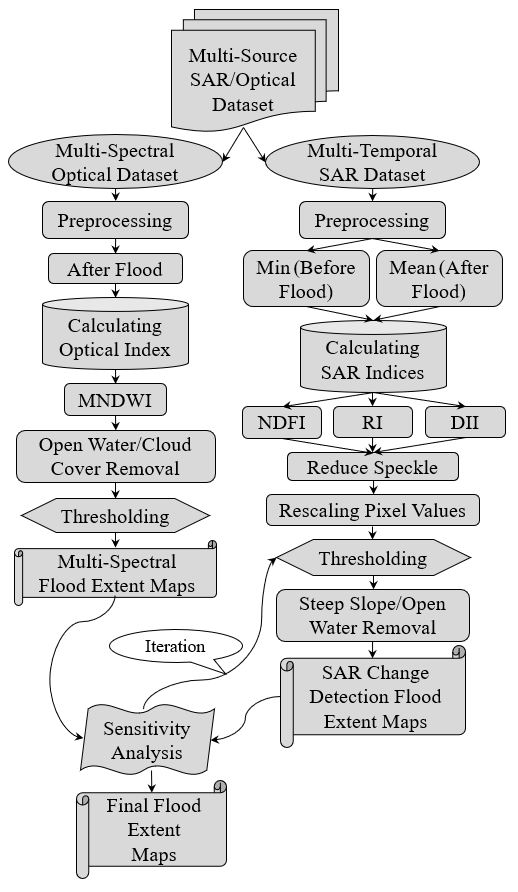 Multi-Source
SAR/Optical
Dataset
Multi-Spectral
Optical Dataset
Multi-Temporal
SAR Dataset
Preprocessing
Preprocessing
After Flood
Min (Before
Flood)
Mean (After
Flood)
Calculating
Optical Index
Calculating
SAR Indices
MNDWI
NDFI
RI
DII
Open Water/Cloud
Cover Removal
Reduce Speckle
Thresholding
Rescaling Pixel Values
Multi-Spectral
Flood Extent Maps
Thresholding
Steep Slope/Open
Water Removal
Iteration
SAR Change
Detection Flood
Extent Maps
Sensitivity
Analysis
Final Flood
Extent
Maps